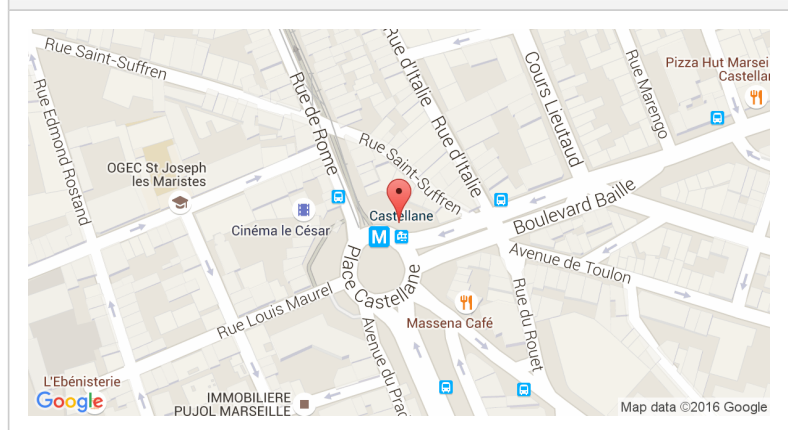 Rue Saint-Suffren
Rue d'Italie
Cours Lieutaud
Rue Marengo
Pizza Hut Marsei
Castellan
Rue Edmond Rostand
Rue de Rome
Rue Saint-Suffren
Rue d'Italie
OGEC St Joseph
les Maristes
Castellane
Boulevard Baille
Cinéma le César
M
Avenue de Toulon
Place Castellane
Rue Louis Maurel
Rue du Rouet
Massena Café
Avenue du Prad
L'Ebénisterie
Google
IMMOBILIERE
PUJOL MARSEILLE
Map data ©2016 Google